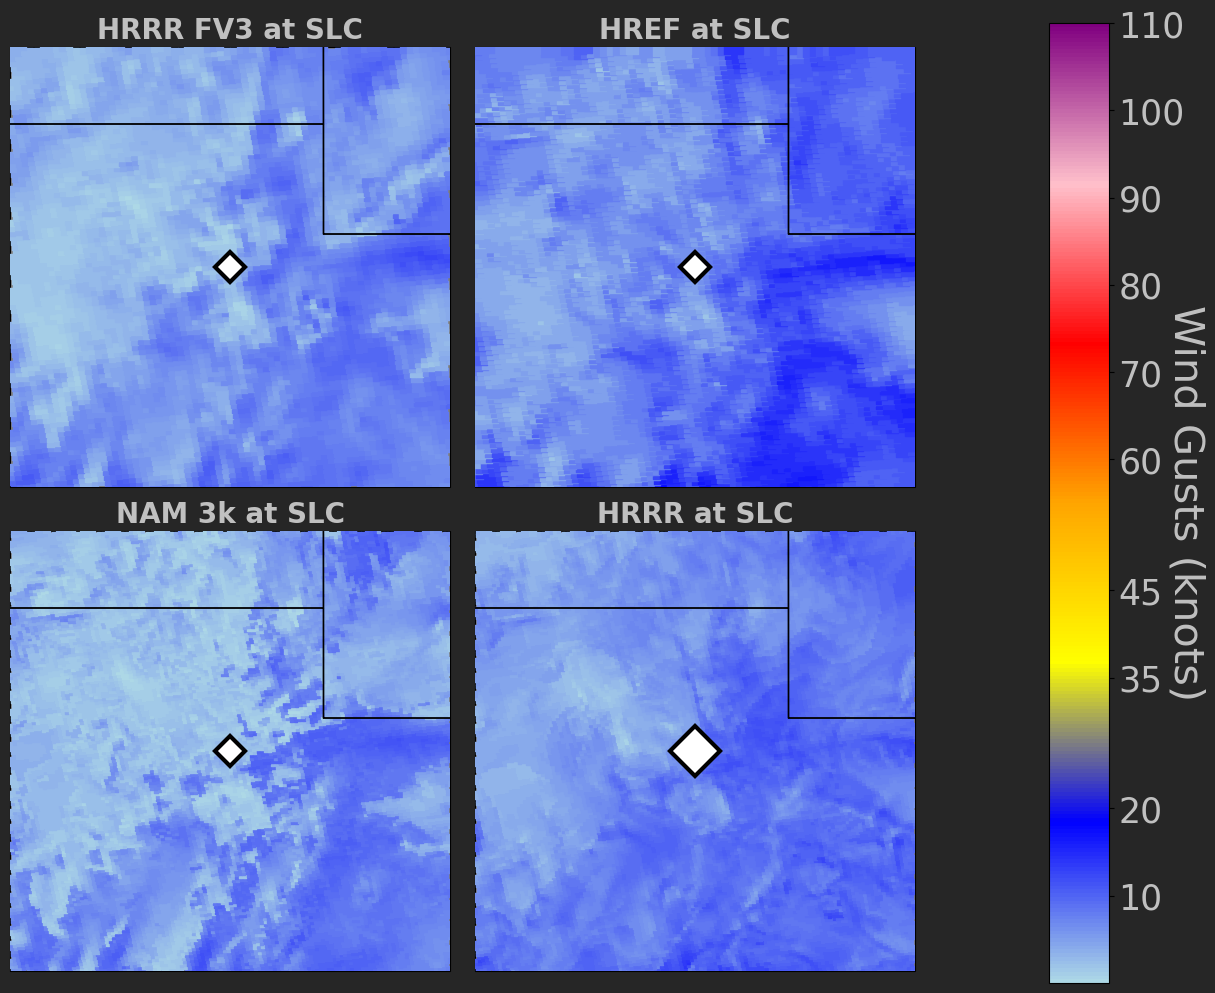 HRRR FV3 at SLC
HREF at SLC
NAM 3k at SLC
HRRR at SLC
110
100
90
80
70
60
45
35
20
10
Wind Gusts (knots)